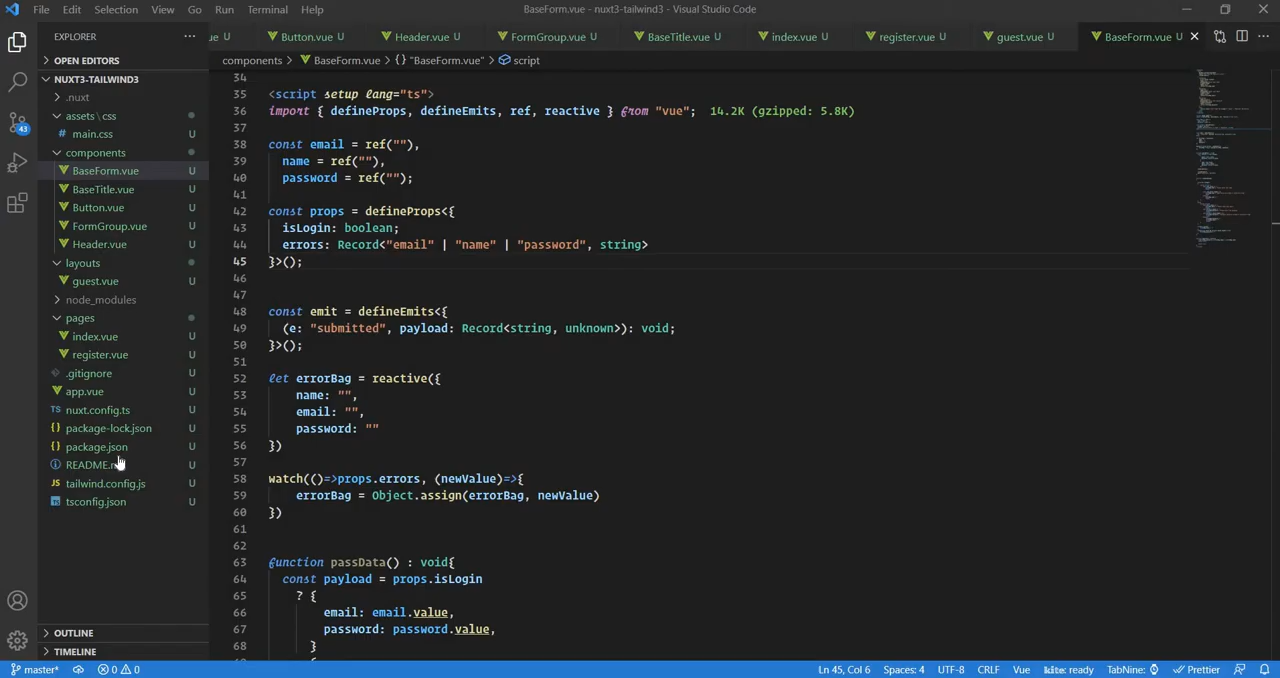 File Edit Selection View Go Run Terminal Help
BaseForm.vue - nuxt3-tailwind3 - Visual Studio Code
EXPLORER
ue U Button.vue U Header.vue U FormGroup.vue U BaseTitle.vue U index.vue U register.vue U guest.vue U BaseForm.vue U
components > BaseForm.vue > {} "BaseForm.vue" > script
OPEN EDITORS
NUXT3-TAILWIND3
.nuxt
assets \ css
# main.css U
components
BaseForm.vue U
BaseTitle.vue U
Button.vue U
FormGroup.vue U
Header.vue U
layouts
guest.vue U
node_modules
pages
index.vue U
register.vue U
.gitignore U
app.vue U
TS nuxt.config.ts U
{} package-lock.json U
{} package.json U
README.m U
JS tailwind.config.js U
tsconfig.json U
OUTLINE
TIMELINE
43
34
35 <script setup lang="ts">
36 import { defineProps, defineEmits, ref, reactive } from "vue"; 14.2K (gzipped: 5.8K)
37
38 const email = ref(""),
39 name = ref(""),
40 password = ref("");
41
42 const props = defineProps<{
43 isLogin: boolean;
44 errors: Record<"email" | "name" | "password", string>
45 }>();
46
47
48 const emit = defineEmits<{
49 (e: "submitted", payload: Record<string, unknown>): void;
50 }>();
51
52 let errorBag = reactive({
53 name: "",
54 email: "",
55 password: ""
56 })
57
58 watch(()=>props.errors, (newValue)=>{
59 errorBag = Object.assign(errorBag, newValue)
60 })
61
62
63 function passData() : void{
64 const payload = props.isLogin
65 ? {
66 email: email.value,
67 password: password.value,
68 }
master* 0 0 Ln 45, Col 6 Spaces: 4 UTF-8 CRLF Vue kite: ready TabNine: Prettier